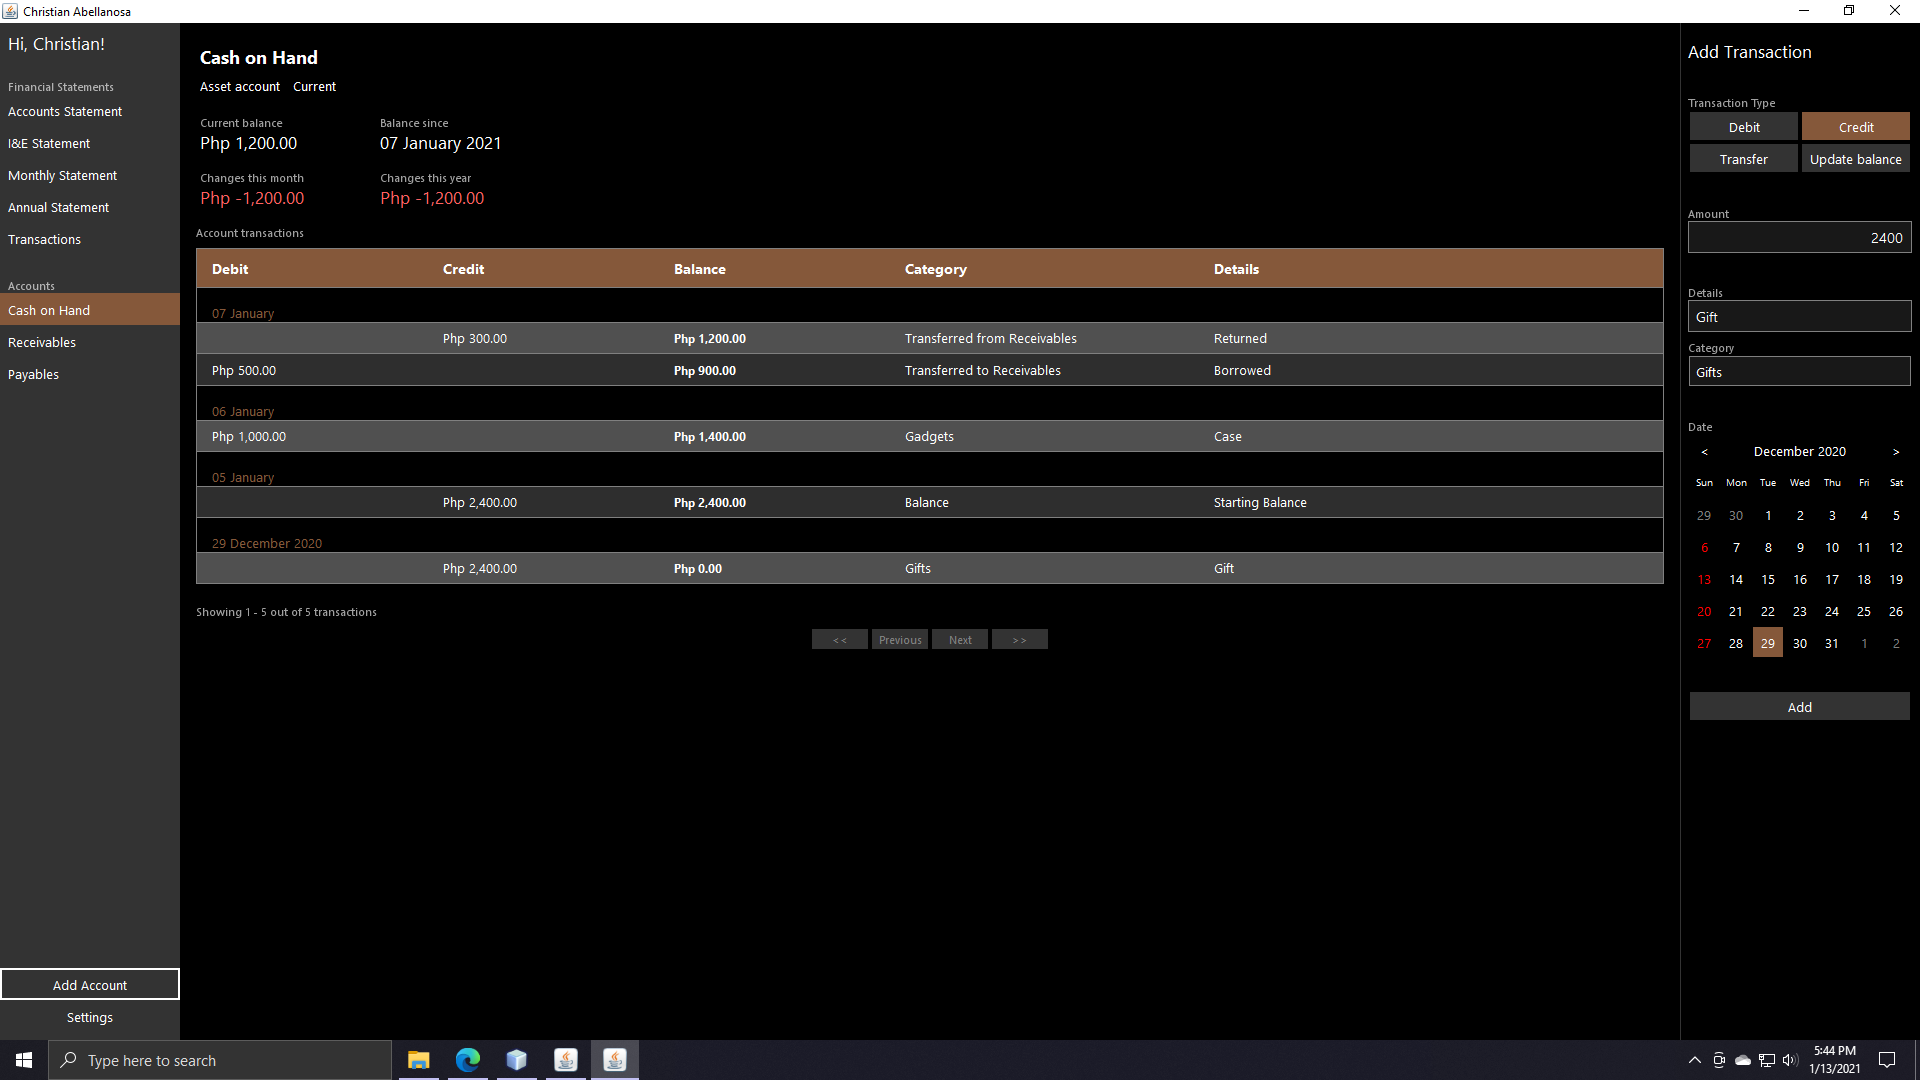 Christian Abellanosa
Hi, Christian!
Financial Statements
Accounts Statement
I&E Statement
Monthly Statement
Annual Statement
Transactions
Accounts
Cash on Hand
Receivables
Payables
Add Account
Settings
Cash on Hand
Asset account Current
Current balance Balance since
Php 1,200.00 07 January 2021
Changes this month Changes this year
Php -1,200.00 Php -1,200.00
Account transactions
Debit Credit Balance Category Details
07 January
Php 300.00 Php 1,200.00 Transferred from Receivables Returned
Php 500.00 Php 900.00 Transferred to Receivables Borrowed
06 January
Php 1,000.00 Php 1,400.00 Gadgets Case
05 January
Php 2,400.00 Php 2,400.00 Balance Starting Balance
29 December 2020
Php 2,400.00 Php 0.00 Gifts Gift
Showing 1 - 5 out of 5 transactions
<< Previous Next >>
Add Transaction
Transaction Type
Debit Credit
Transfer Update balance
Amount
2400
Details
Gift
Category
Gifts
Date
< December 2020 >
Sun Mon Tue Wed Thu Fri Sat
29 30 1 2 3 4 5
6 7 8 9 10 11 12
13 14 15 16 17 18 19
20 21 22 23 24 25 26
27 28 29 30 31 1 2
Add
Type here to search
5:44 PM
1/13/2021